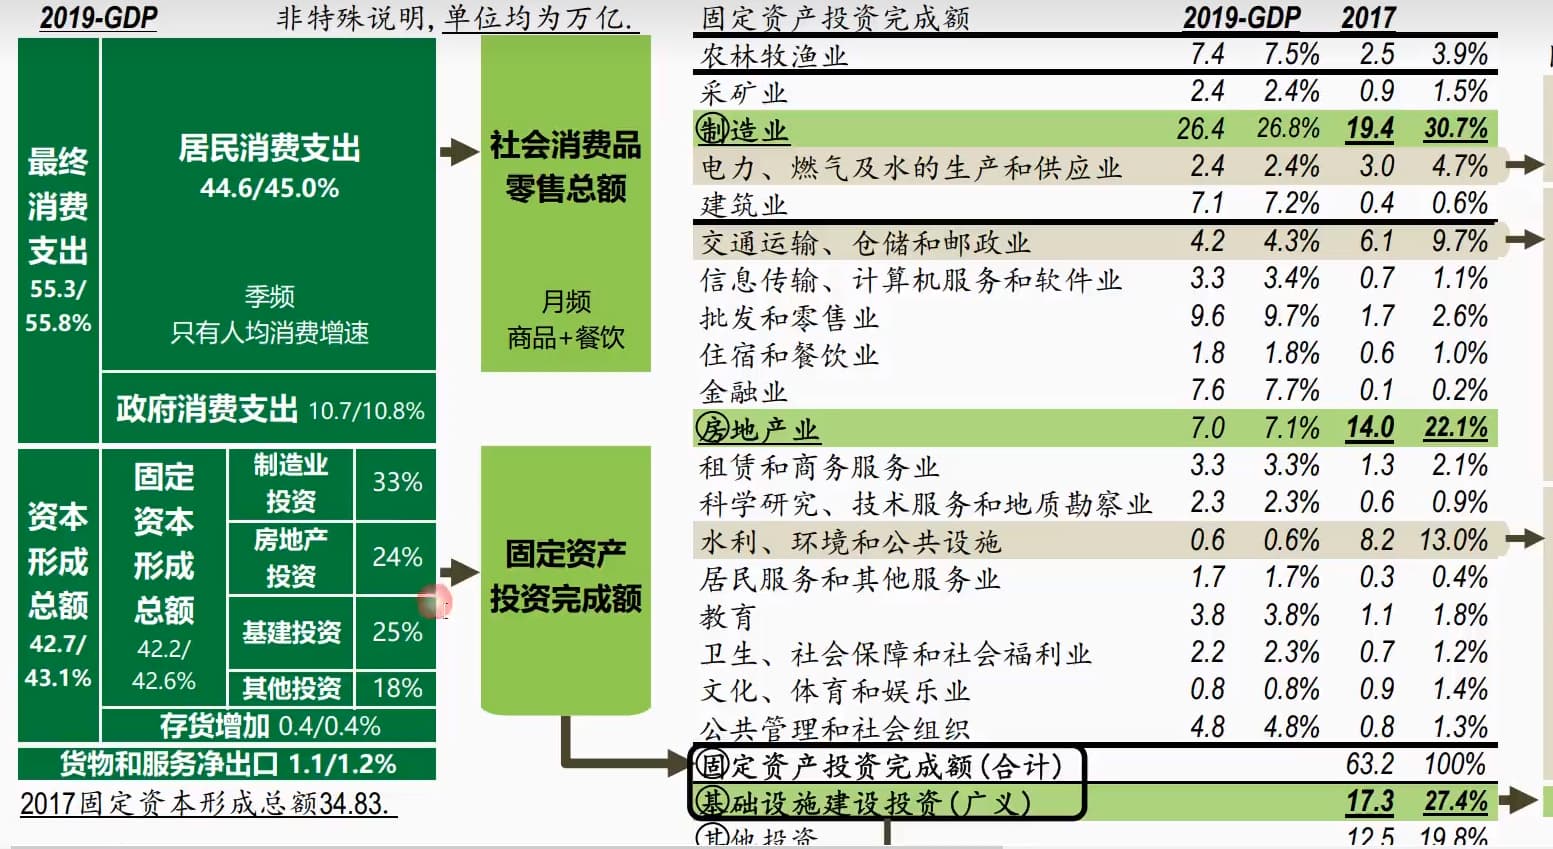 2019-GDP 非特殊说明, 单位均为万亿.
最终
消费
支出
55.3/
55.8%
居民消费支出
44.6/45.0%
季频
只有人均消费增速
政府消费支出 10.7/10.8%
社会消费品
零售总额
月频
商品+餐饮
资本
形成
总额
42.7/
43.1%
固定
资本
形成
总额
42.2/
42.6%
制造业
投资
33%
房地产
投资
24%
基建投资 25%
其他投资 18%
存货增加 0.4/0.4%
货物和服务净出口 1.1/1.2%
2017固定资本形成总额34.83.
固定资产
投资完成额
固定资产投资完成额 2019-GDP 2017
农林牧渔业 7.4 7.5% 2.5 3.9%
采矿业 2.4 2.4% 0.9 1.5%
制造业 26.4 26.8% 19.4 30.7%
电力、燃气及水的生产和供应业 2.4 2.4% 3.0 4.7%
建筑业 7.1 7.2% 0.4 0.6%
交通运输、仓储和邮政业 4.2 4.3% 6.1 9.7%
信息传输、计算机服务和软件业 3.3 3.4% 0.7 1.1%
批发和零售业 9.6 9.7% 1.7 2.6%
住宿和餐饮业 1.8 1.8% 0.6 1.0%
金融业 7.6 7.7% 0.1 0.2%
房地产业 7.0 7.1% 14.0 22.1%
租赁和商务服务业 3.3 3.3% 1.3 2.1%
科学研究、技术服务和地质勘察业 2.3 2.3% 0.6 0.9%
水利、环境和公共设施 0.6 0.6% 8.2 13.0%
居民服务和其他服务业 1.7 1.7% 0.3 0.4%
教育 3.8 3.8% 1.1 1.8%
卫生、社会保障和社会福利业 2.2 2.3% 0.7 1.2%
文化、体育和娱乐业 0.8 0.8% 0.9 1.4%
公共管理和社会组织 4.8 4.8% 0.8 1.3%
固定资产投资完成额(合计) 63.2 100%
基础设施建设投资(广义) 17.3 27.4%
其他投资 12.5 19.8%